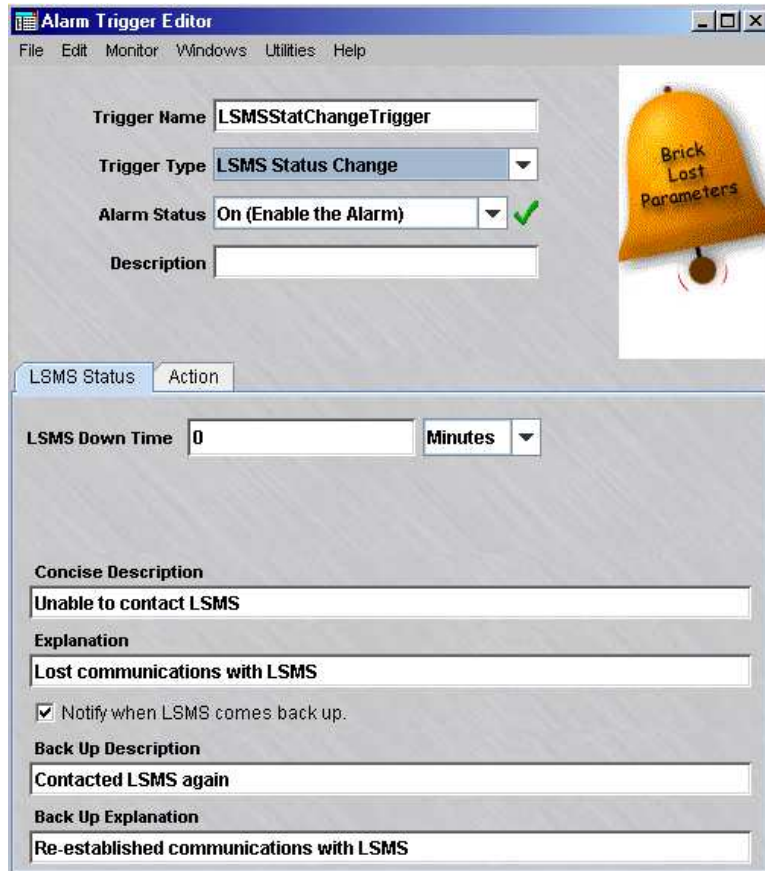 Alarm Trigger Editor
File Edit Monitor Windows Utilities Help
Trigger Name LSMSStatChangeTrigger
Trigger Type LSMS Status Change
Alarm Status On (Enable the Alarm)
Description
Brick
Lost
Parameters
LSMS Status Action
LSMS Down Time 0 Minutes
Concise Description
Unable to contact LSMS
Explanation
Lost communications with LSMS
Notify when LSMS comes back up.
Back Up Description
Contacted LSMS again
Back Up Explanation
Re-established communications with LSMS